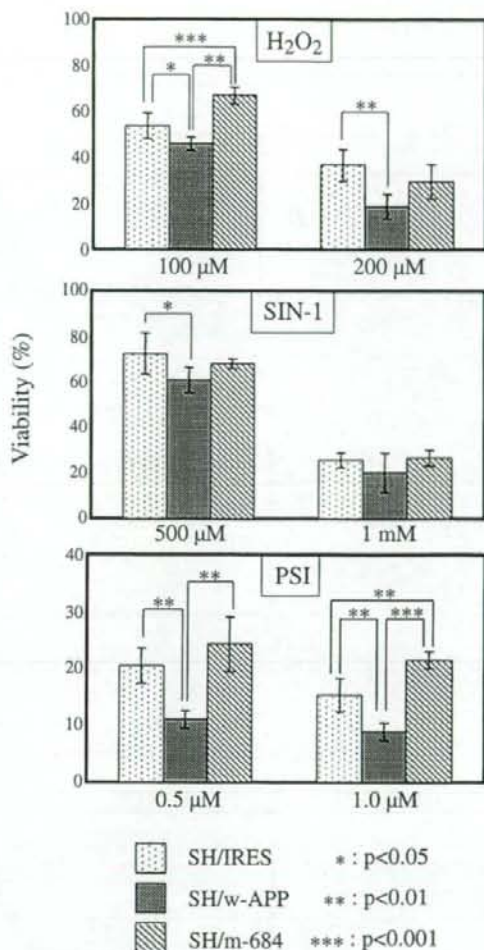 H₂O₂
100
80
60
40
20
0
***
*
**
**
100 µM
200 µM
SIN-1
100
80
60
40
20
0
*
500 µM
1 mM
Viability (%)
PSI
40
30
20
10
0
**
**
**
**
***
0.5 µM
1.0 µM
SH/IRES
* : p<0.05
SH/w-APP
** : p<0.01
SH/m-684
*** : p<0.001